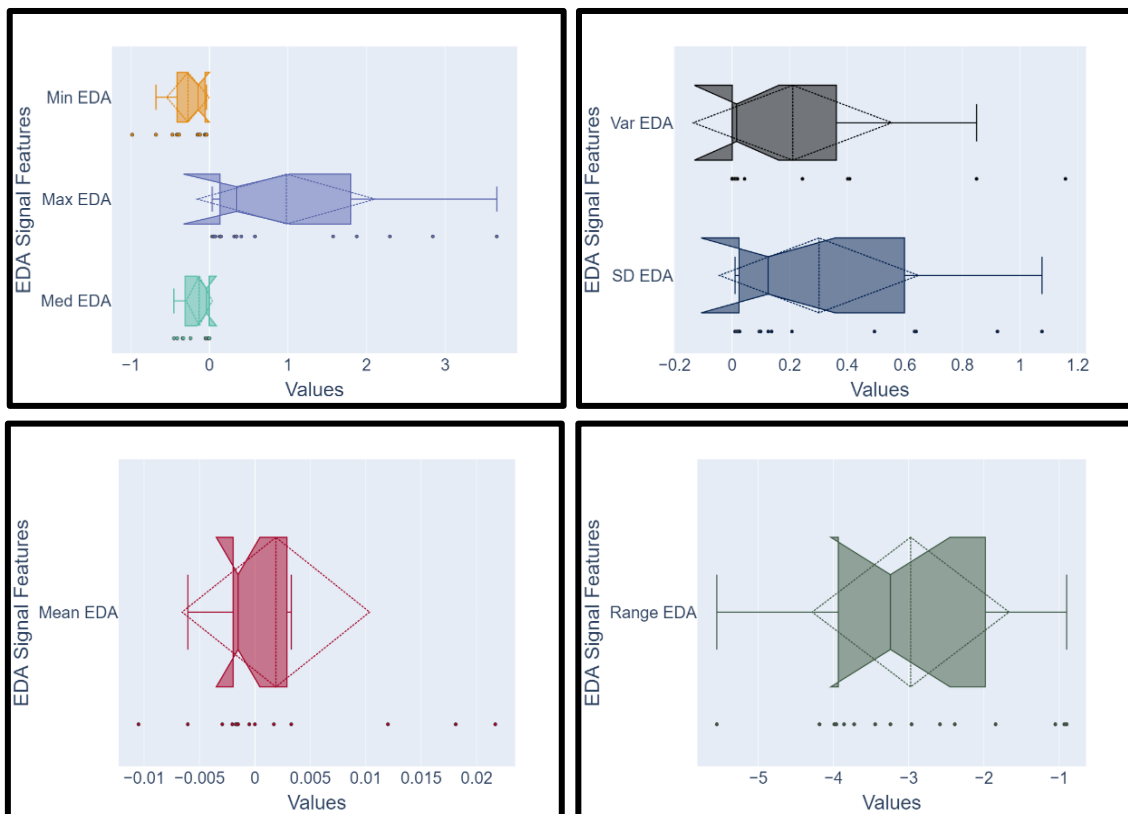 EDA Signal Features
Min EDA
Max EDA
Med EDA
−1 0 1 2 3
Values
EDA Signal Features
Var EDA
SD EDA
−0.2 0 0.2 0.4 0.6 0.8 1 1.2
Values
EDA Signal Features
Mean EDA
−0.01 −0.005 0 0.005 0.01 0.015 0.02
Values
EDA Signal Features
Range EDA
−5 −4 −3 −2 −1
Values